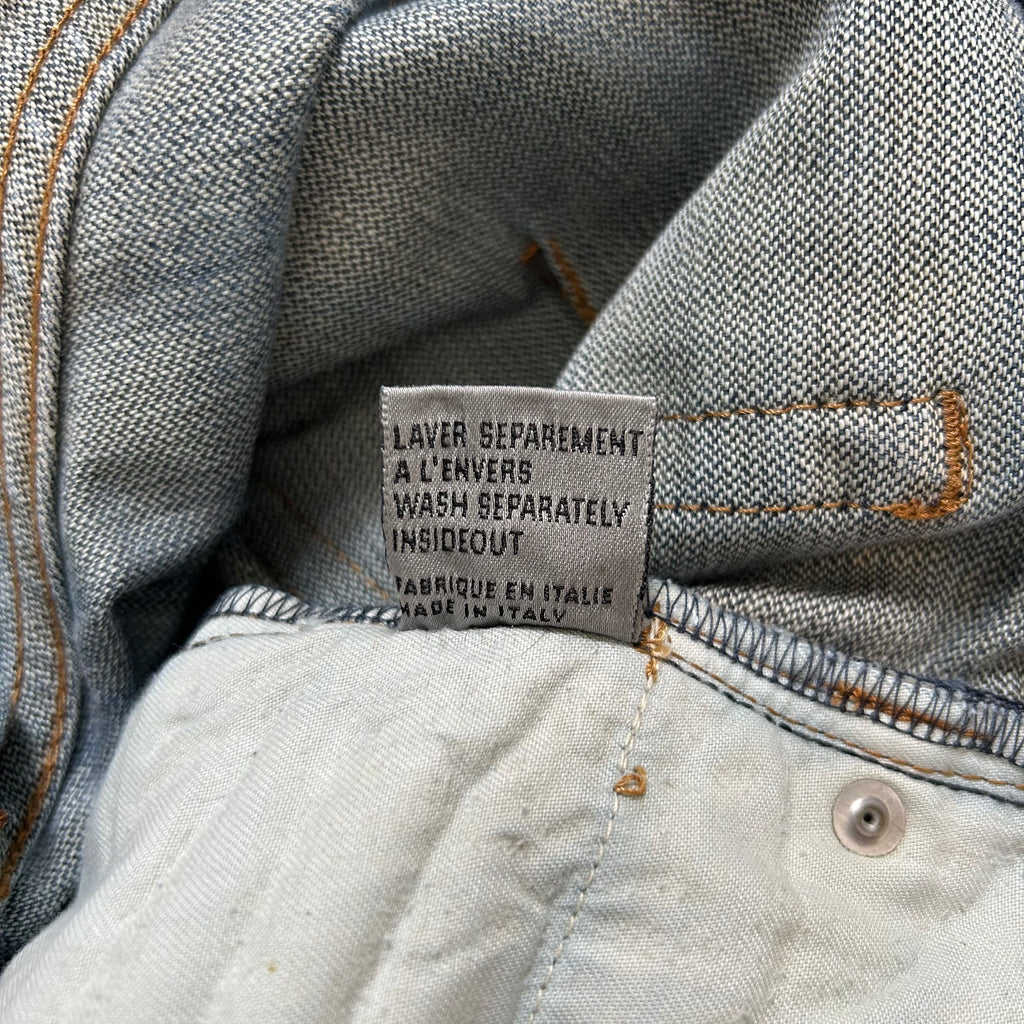 LAVER SEPAREMENT
A L'ENVERS
WASH SEPARATELY
INSIDEOUT
FABRIQUE EN ITALIE
MADE IN ITALY